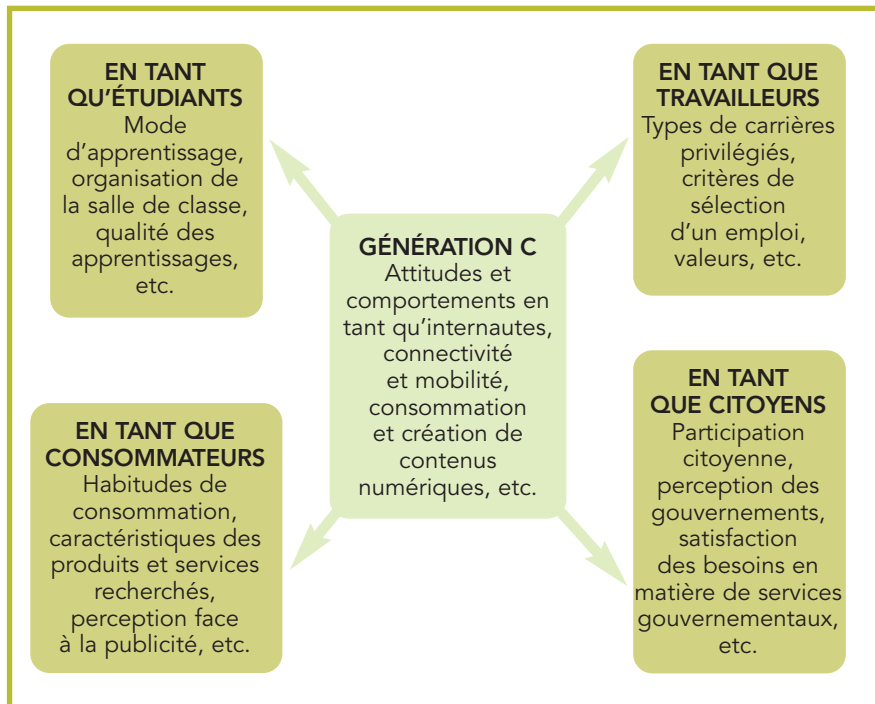 EN TANT
QU'ÉTUDIANTS
Mode
d'apprentissage,
organisation de
la salle de classe,
qualité des
apprentissages,
etc.
EN TANT QUE
TRAVAILLEURS
Types de carrières
privilégiés,
critères de
sélection
d'un emploi,
valeurs, etc.
GÉNÉRATION C
Attitudes et
comportements en
tant qu'internautes,
connectivité
et mobilité,
consommation
et création de
contenus
numériques, etc.
EN TANT QUE
CONSOMMATEURS
Habitudes de
consommation,
caractéristiques des
produits et services
recherchés,
perception face
à la publicité, etc.
EN TANT
QUE CITOYENS
Participation
citoyenne,
perception des
gouvernements,
satisfaction
des besoins en
matière de services
gouvernementaux,
etc.